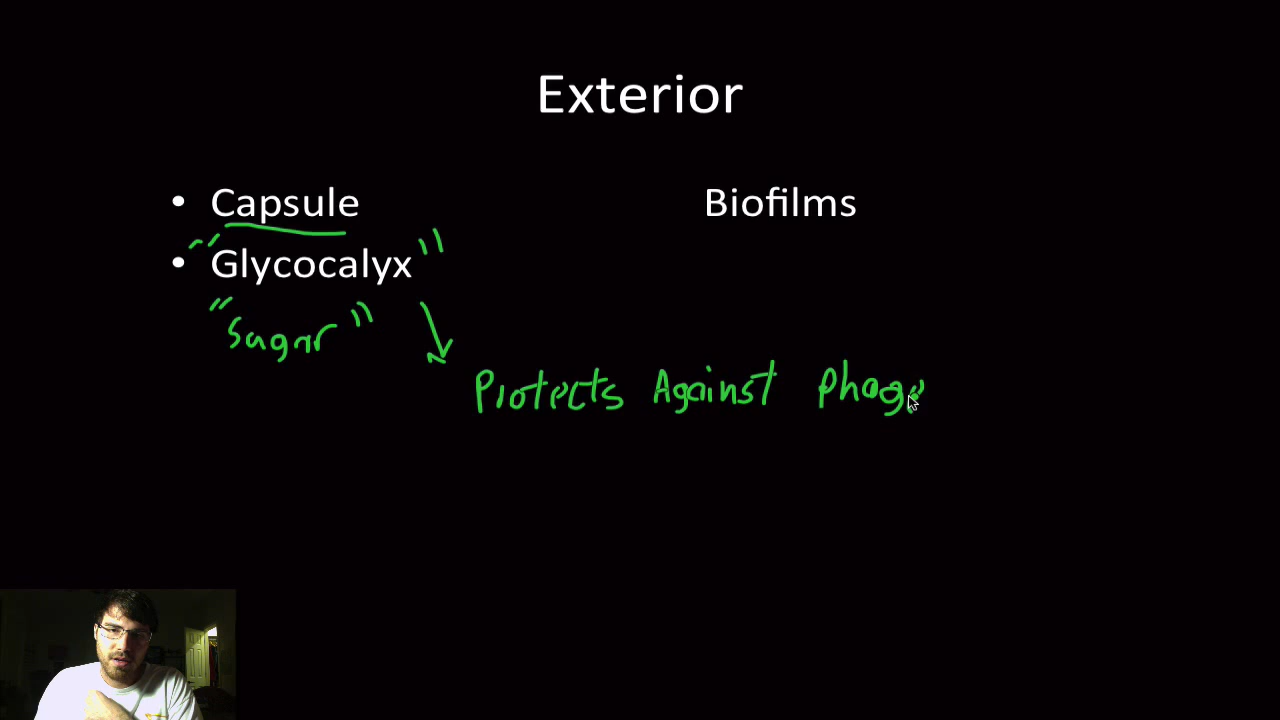 Exterior
• Capsule
• "Glycocalyx"
"Sugar"
Protects Against Phage
Biofilms